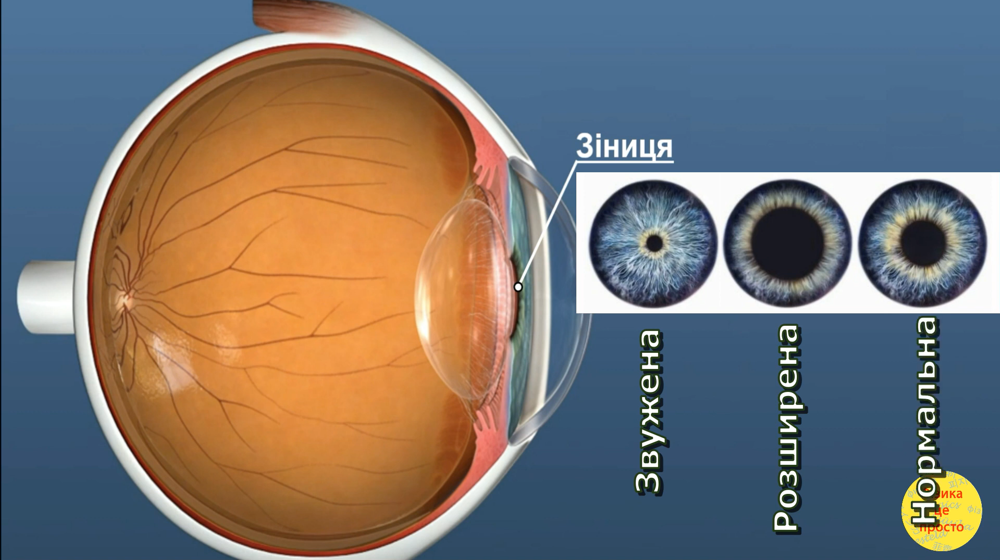 Зіниця
Звужена
Розширена
Нормальна
це
просто